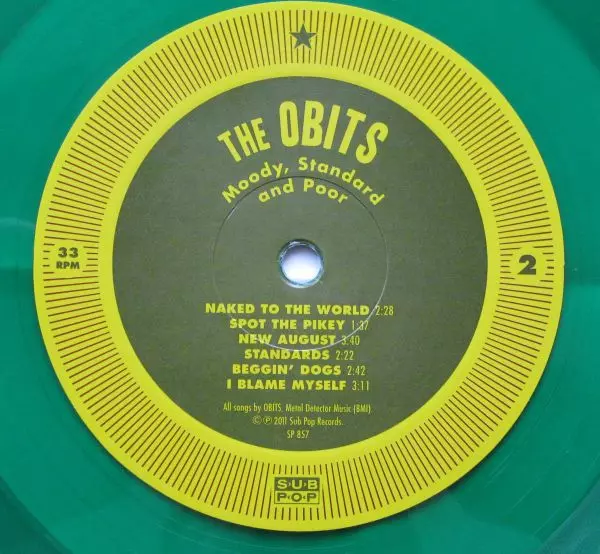 THE OBITS
Moody, Standard
and Poor
33
RPM
2
NAKED TO THE WORLD 2:28
SPOT THE PIKEY 1:37
NEW AUGUST 3:40
STANDARDS 2:22
BEGGIN' DOGS 2:42
I BLAME MYSELF 3:11
All songs by OBITS, Metal Detector Music (BMI)
©℗ 2011 Sub Pop Records.
SP 857
SUB
POP